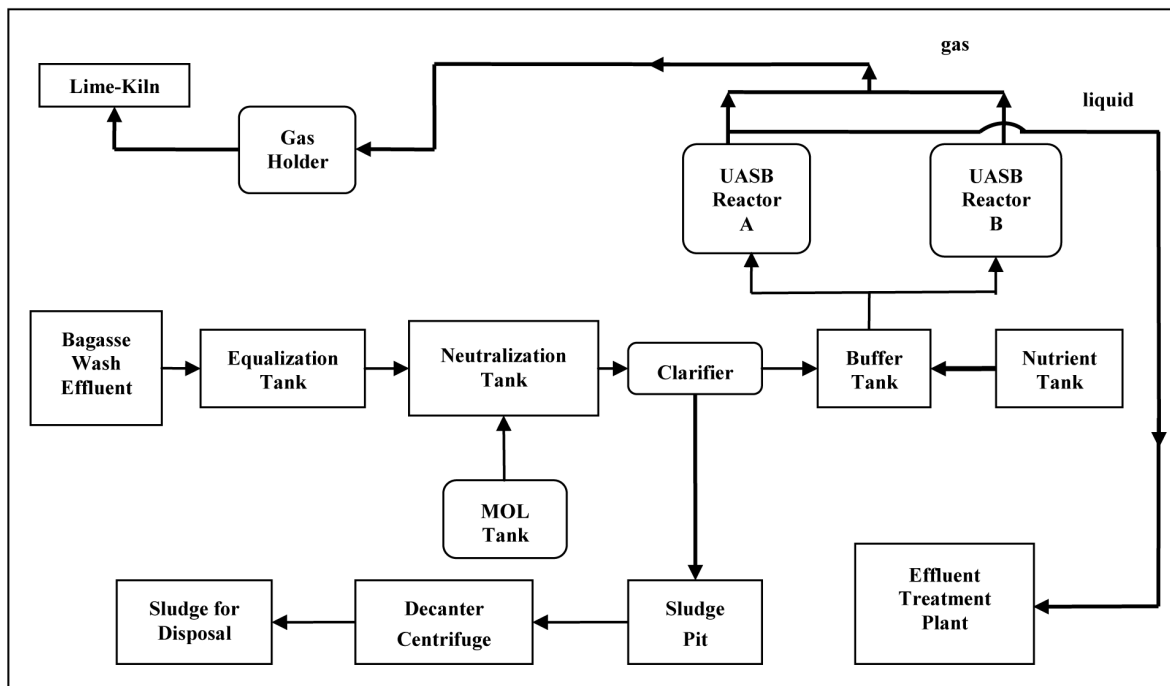 gas
Lime-Kiln
liquid
Gas
Holder
UASB
Reactor
A
UASB
Reactor
B
Bagasse
Wash
Effluent
Equalization
Tank
Neutralization
Tank
Clarifier
Buffer
Tank
Nutrient
Tank
MOL
Tank
Sludge for
Disposal
Decanter
Centrifuge
Sludge
Pit
Effluent
Treatment
Plant